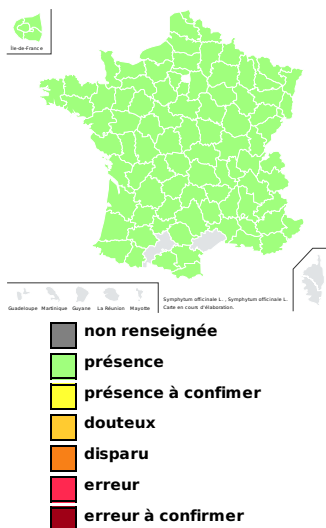 Île-de-France
Guadeloupe Martinique Guyane La Réunion Mayotte
Symphytum officinale L. , Symphytum officinale L.
Carte en cours d'élaboration.
non renseignée
présence
présence à confimer
douteux
disparu
erreur
erreur à confirmer